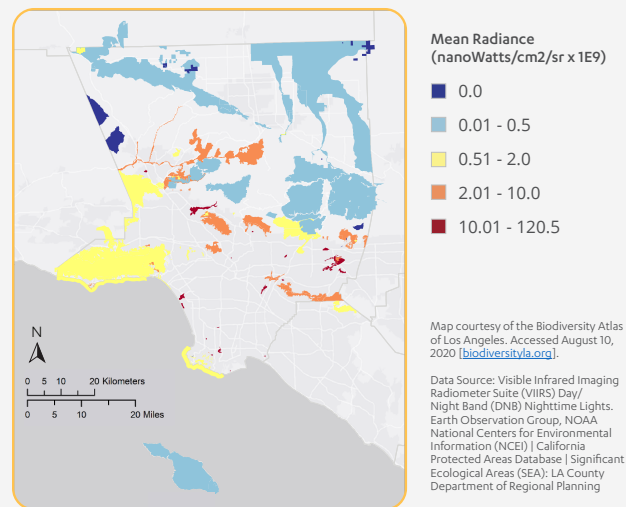 Mean Radiance
(nanoWatts/cm2/sr x 1E9)
0.0
0.01 - 0.5
0.51 - 2.0
2.01 - 10.0
10.01 - 120.5
N
0 5 10 20 Kilometers
0 5 10 20 Miles
Map courtesy of the Biodiversity Atlas
of Los Angeles. Accessed August 10,
2020 [biodiversityla.org].
Data Source: Visible Infrared Imaging
Radiometer Suite (VIIRS) Day/
Night Band (DNB) Nighttime Lights.
Earth Observation Group, NOAA
National Centers for Environmental
Information (NCEI) | California
Protected Areas Database | Significant
Ecological Areas (SEA): LA County
Department of Regional Planning